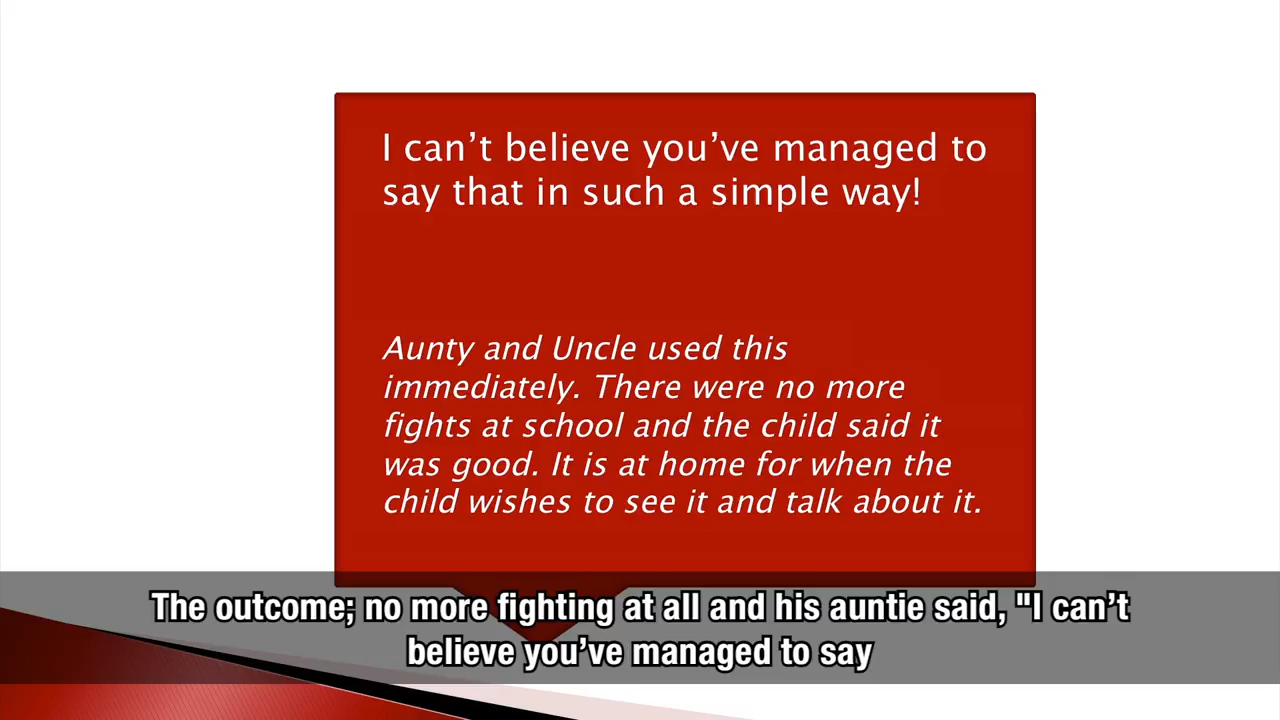 I can’t believe you’ve managed to
say that in such a simple way!
Aunty and Uncle used this
immediately. There were no more
fights at school and the child said it
was good. It is at home for when the
child wishes to see it and talk about it.
The outcome; no more fighting at all and his auntie said, "I can’t
believe you’ve managed to say